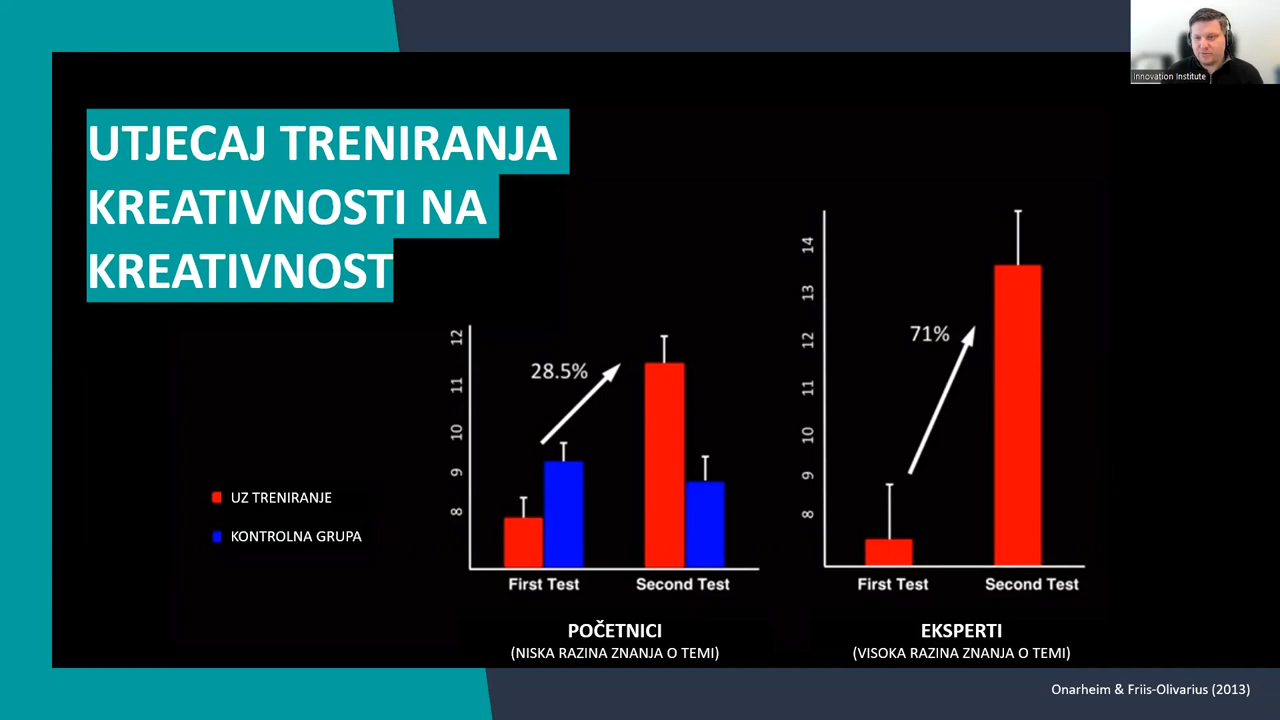 Innovation Institute
UTJECAJ TRENIRANJA
KREATIVNOSTI NA
KREATIVNOST
UZ TRENIRANJE
KONTROLNA GRUPA
12
11
10
9
8
28.5%
First Test
Second Test
POČETNICI
(NISKA RAZINA ZNANJA O TEMI)
14
13
12
11
10
9
8
71%
First Test
Second Test
EKSPERTI
(VISOKA RAZINA ZNANJA O TEMI)
Onarheim & Friis-Olivarius (2013)